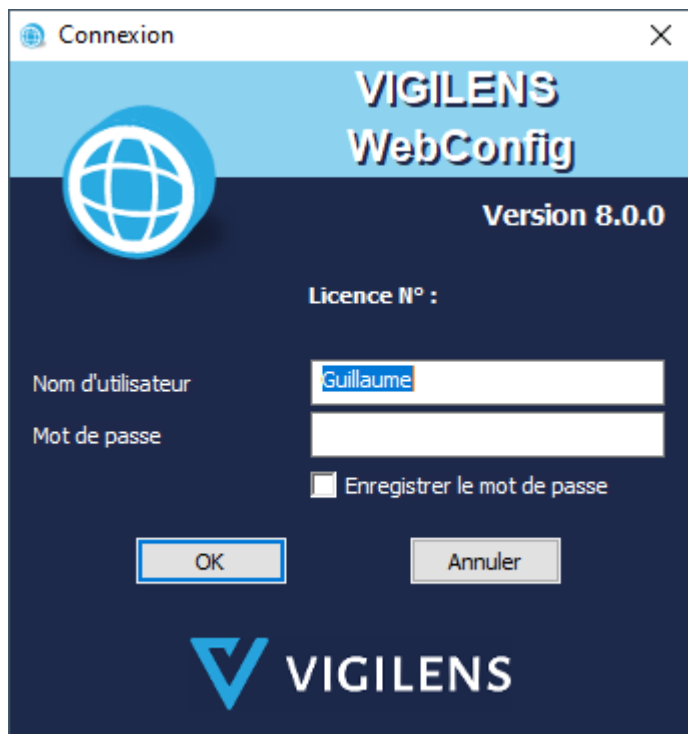 Connexion
VIGILENS
WebConfig
Version 8.0.0
Licence N° :
Nom d'utilisateur
Guillaume
Mot de passe
Enregistrer le mot de passe
OK
Annuler
VIGILENS